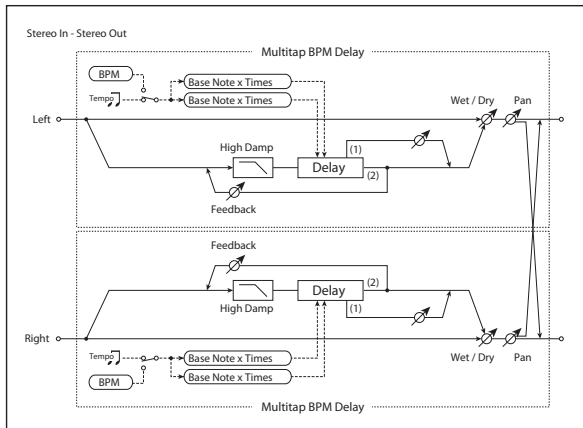 Stereo In - Stereo Out
Multitap BPM Delay
BPM
Base Note x Times
Tempo
Base Note x Times
Wet / Dry
Pan
Left
(1)
High Damp
Delay
(2)
Feedback
Feedback
Delay
(2)
High Damp
(1)
Right
Tempo
Base Note x Times
Wet / Dry
Pan
BPM
Base Note x Times
Multitap BPM Delay